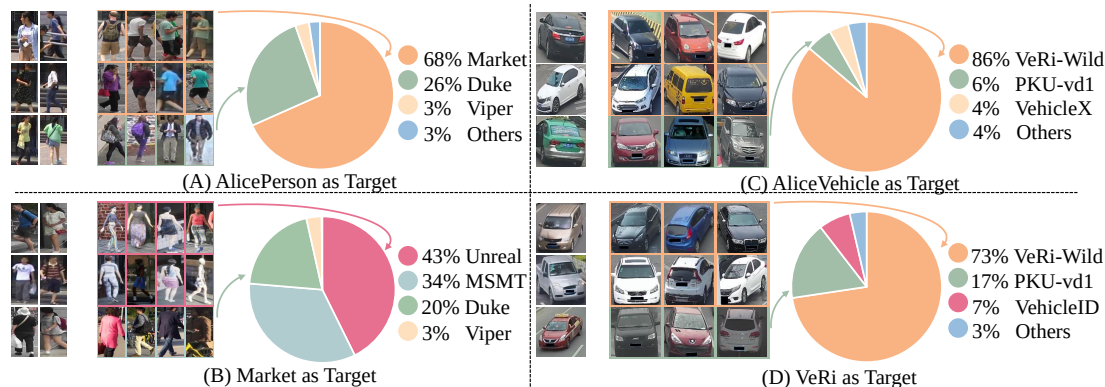 68% Market
26% Duke
3% Viper
3% Others
(A) AlicePerson as Target
86% VeRi-Wild
6% PKU-vd1
4% VehicleX
4% Others
(C) AliceVehicle as Target
43% Unreal
34% MSMT
20% Duke
3% Viper
(B) Market as Target
73% VeRi-Wild
17% PKU-vd1
7% VehicleID
3% Others
(D) VeRi as Target